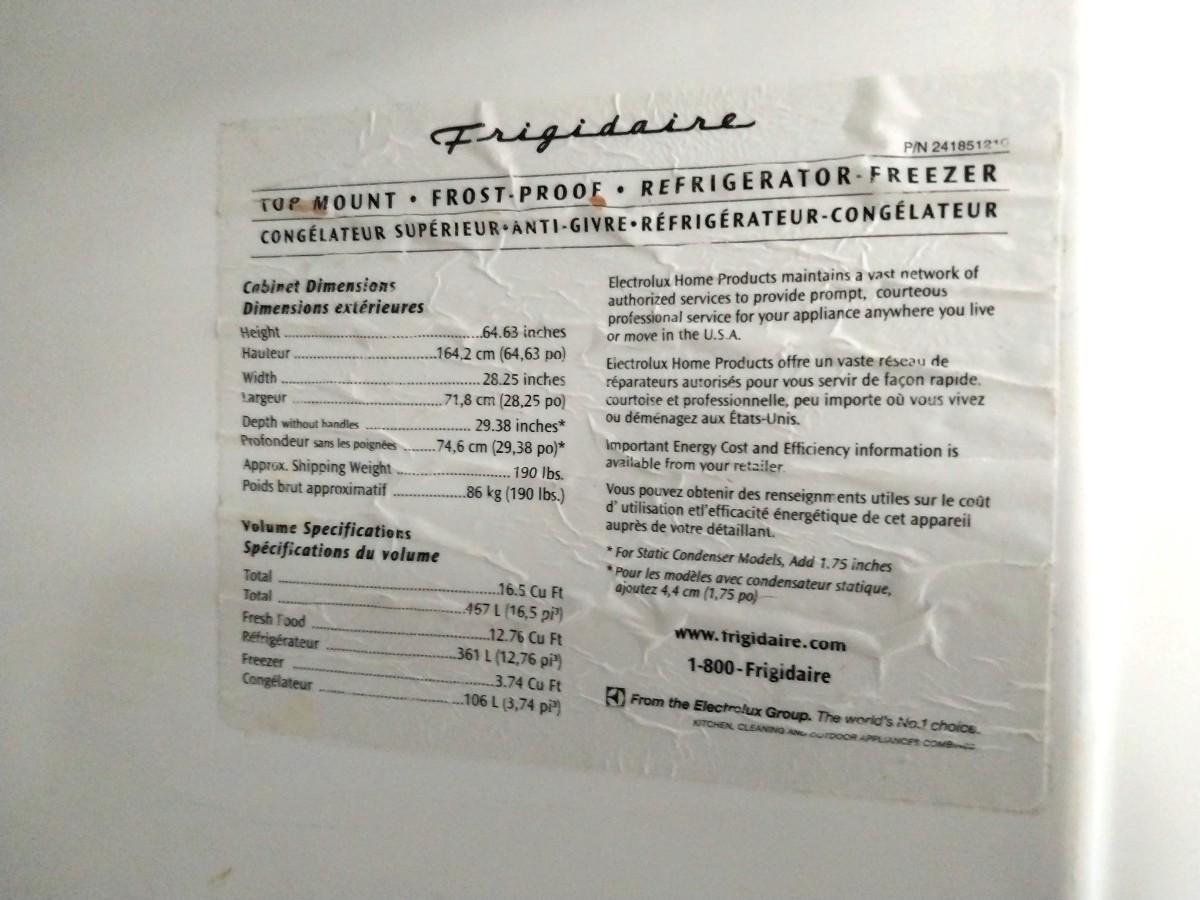 Frigidaire
P/N
TOP MOUNT • FROST-PROOF • REFRIGERATOR-FREEZER
CONGÉLATEUR SUPÉRIEUR•ANTI-GIVRE•RÉFRIGÉRATEUR-CONGÉLATEUR
Cabinet Dimensions
Dimensions extérieures
Height ........................ 64.63 inches
Hauteur ........................ 164,2 cm (64,63 po)
Width ........................ 28.25 inches
Largeur ........................ 71,8 cm (28,25 po)
Depth without handles ........................ 29.38 inches*
Profondeur sans les poignées ........ 74,6 cm (29,38 po)*
Approx. Shipping Weight ........................ 190 lbs.
Poids brut approximatif ................ 86 kg (190 lbs.)
Volume Specifications
Spécifications du volume
Total ........................ 16.5 Cu Ft
Total ........................ 467 L (16,5 pi³)
Fresh Food ........................ 12.76 Cu Ft
Réfrigérateur ........................ 361 L (12,76 pi³)
Freezer ........................ 3.74 Cu Ft
Congélateur ........................ 106 L (3,74 pi³)
Electrolux Home Products maintains a vast network of
authorized services to provide prompt, courteous
professional service for your appliance anywhere you live
or move in the U.S.A.
Electrolux Home Products offre un vaste réseau de
réparateurs autorisés pour vous servir de façon rapide,
courtoise et professionnelle, peu importe où vous vivez
ou déménagez aux États-Unis.
Important Energy Cost and Efficiency information is
available from your retailer.
Vous pouvez obtenir des renseignments utiles sur le coût
d' utilisation etl'efficacité énergétique de cet appareil
auprès de votre détaillant.
* For Static Condenser Models, Add 1.75 inches
* Pour les modèles avec condensateur statique,
ajoutez 4,4 cm (1,75 po)
www.frigidaire.com
1-800-Frigidaire
From the Electrolux Group. The world's No.1 choice.
KITCHEN, CLEANING AND OUTDOOR APPLIANCES COMBINED